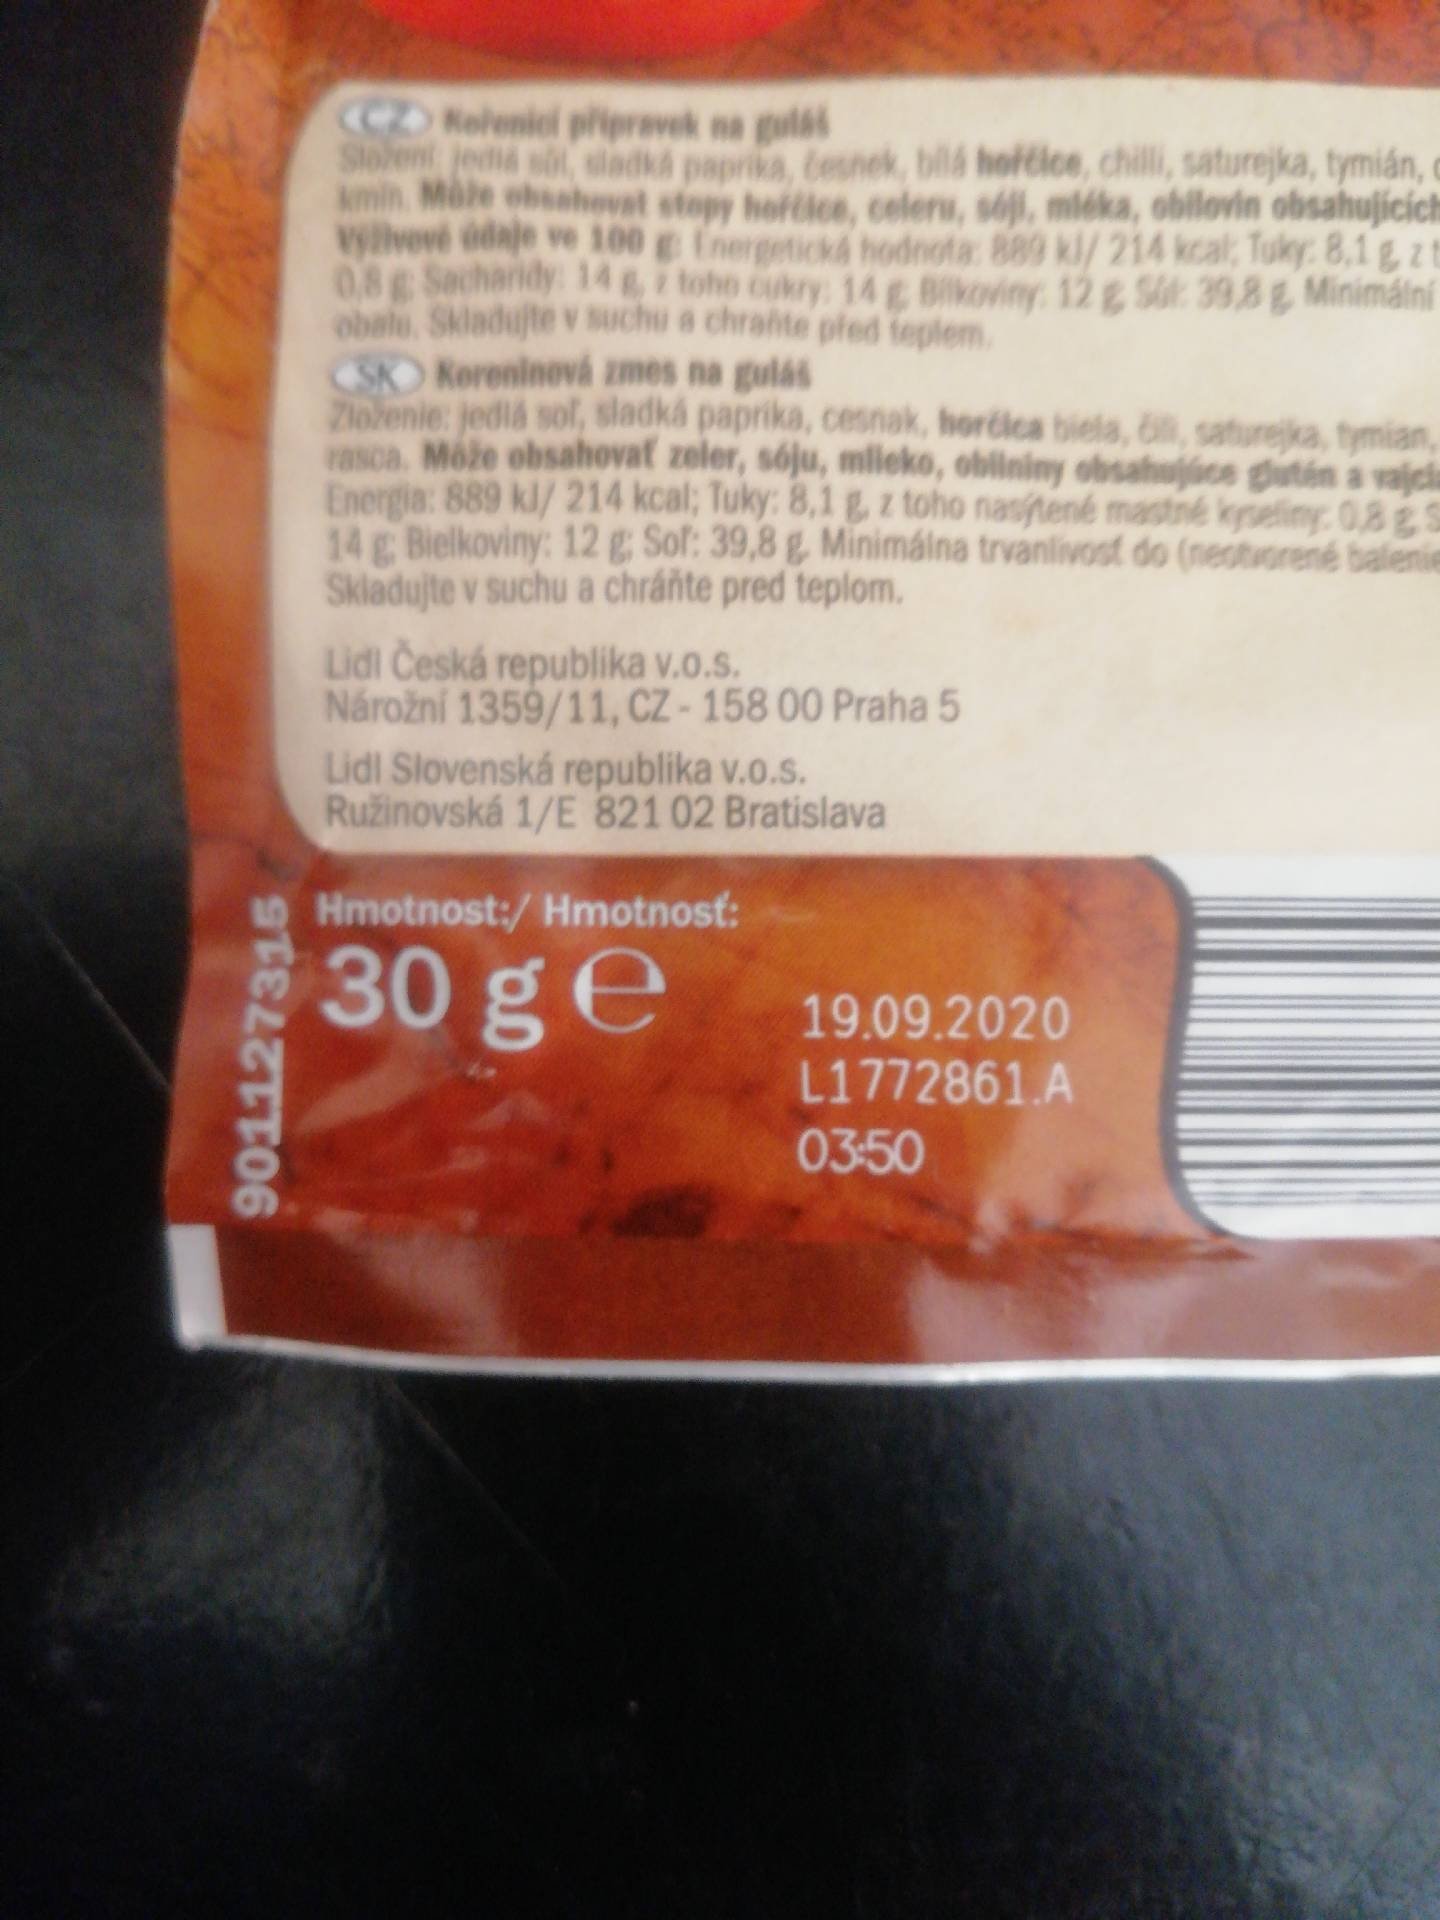 CZ Kořenicí přípravek na guláš
Složení: jedlá sůl, sladká paprika, česnek, bílá hořčice, chilli, saturejka, tymián,
kmín. Může obsahovat stopy hořčice, celeru, sóji, mléka, obilovin obsahujících
Výživové údaje ve 100 g: Energetická hodnota: 889 kJ/ 214 kcal; Tuky: 8,1 g, z t
0,8 g; Sacharidy: 14 g, z toho cukry: 14 g; Bílkoviny: 12 g; Sůl: 39,8 g. Minimální
obalu. Skladujte v suchu a chraňte před teplem.
SK Koreninová zmes na guláš
Zloženie: jedlá soľ, sladká paprika, cesnak, horčica biela, čili, saturejka, tymian,
rasca. Môže obsahovať zeler, sóju, mlieko, obilniny obsahujúce glutén a vajcia
Energia: 889 kJ/ 214 kcal; Tuky: 8,1 g, z toho nasýtené mastné kyseliny: 0,8 g; S
14 g; Bielkoviny: 12 g; Soľ: 39,8 g. Minimálna trvanlivosť do (neotvorené balenie
Skladujte v suchu a chráňte pred teplom.
Lidl Česká republika v.o.s.
Nárožní 1359/11, CZ - 158 00 Praha 5
Lidl Slovenská republika v.o.s.
Ružinovská 1/E 821 02 Bratislava
Hmotnost:/ Hmotnosť:
30 g e
19.09.2020
L1772861.A
03:50
901127315